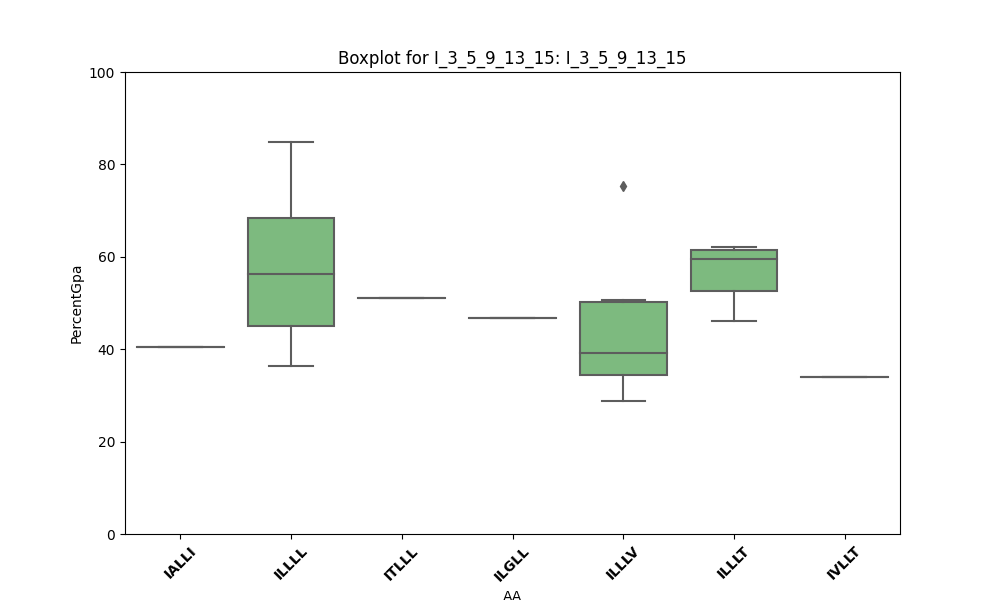 Boxplot for I_3_5_9_13_15: I_3_5_9_13_15
100
80
60
40
20
0
PercentGpa
IALLI
ILLLL
ITLLL
ILGLL
ILLLV
ILLLT
IVLLT
AA